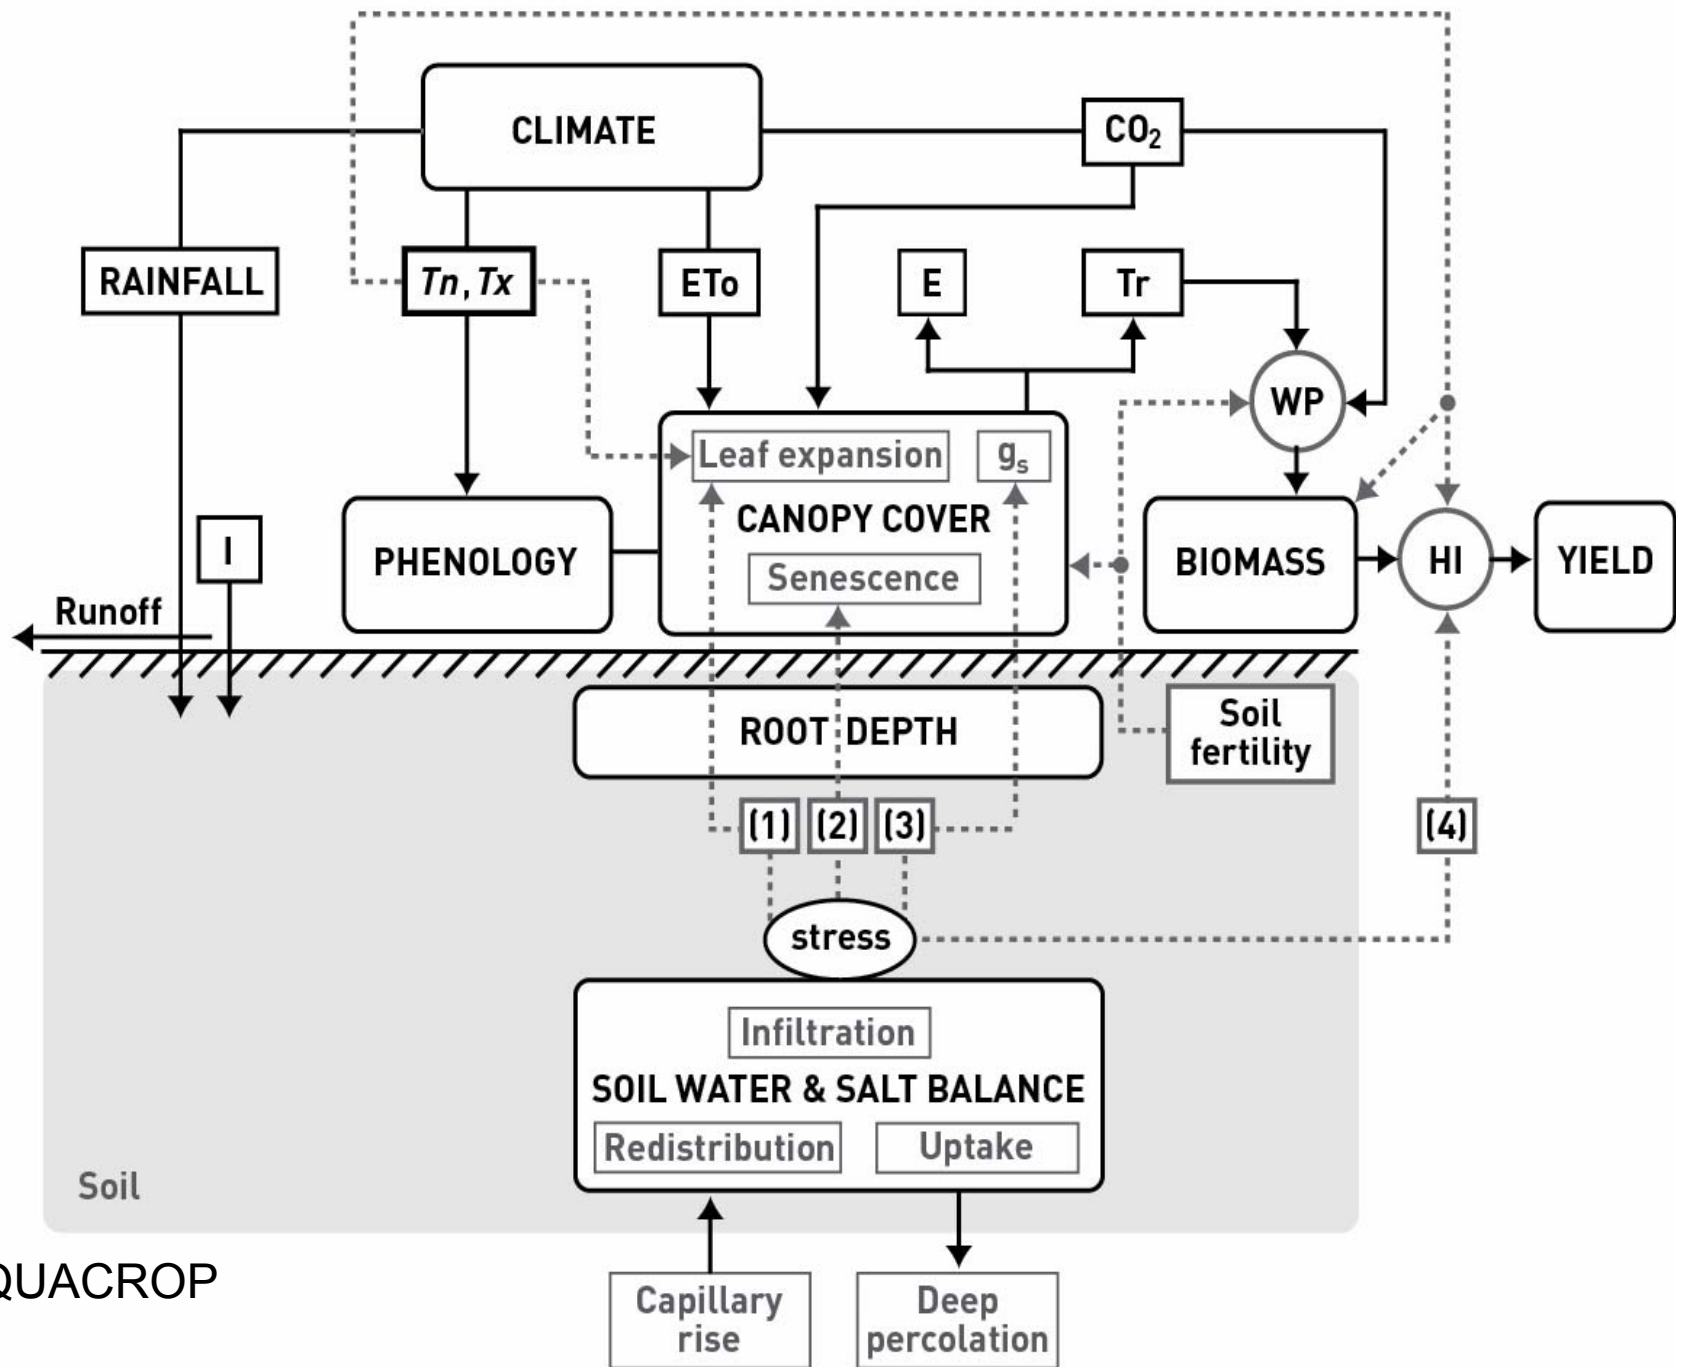 CLIMATE
CO₂
RAINFALL
Tn, Tx
ETo
E
Tr
WP
Leaf expansion
gₛ
CANOPY COVER
Senescence
PHENOLOGY
I
BIOMASS
HI
YIELD
Runoff
ROOT DEPTH
Soil
fertility
(1)
(2)
(3)
(4)
stress
Infiltration
SOIL WATER & SALT BALANCE
Redistribution
Uptake
Soil
QUACROP
Capillary
rise
Deep
percolation